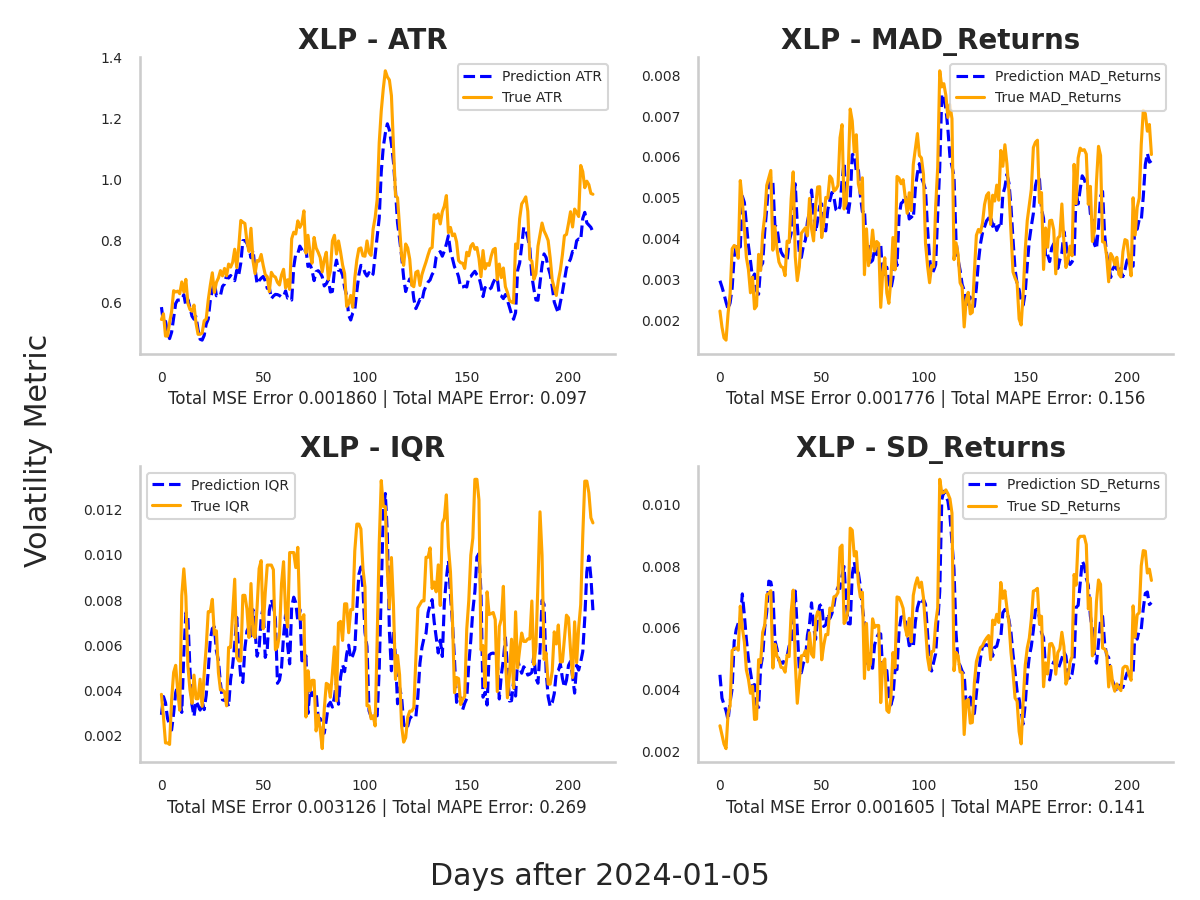 XLP - ATR
1.4
1.2
1.0
0.8
0.6
Prediction ATR
True ATR
0 50 100 150 200
Total MSE Error 0.001860 | Total MAPE Error: 0.097
XLP - MAD_Returns
0.008
0.007
0.006
0.005
0.004
0.003
0.002
Prediction MAD_Returns
True MAD_Returns
0 50 100 150 200
Total MSE Error 0.001776 | Total MAPE Error: 0.156
Volatility Metric
XLP - IQR
0.012
0.010
0.008
0.006
0.004
0.002
Prediction IQR
True IQR
0 50 100 150 200
Total MSE Error 0.003126 | Total MAPE Error: 0.269
XLP - SD_Returns
0.010
0.008
0.006
0.004
0.002
Prediction SD_Returns
True SD_Returns
0 50 100 150 200
Total MSE Error 0.001605 | Total MAPE Error: 0.141
Days after 2024-01-05